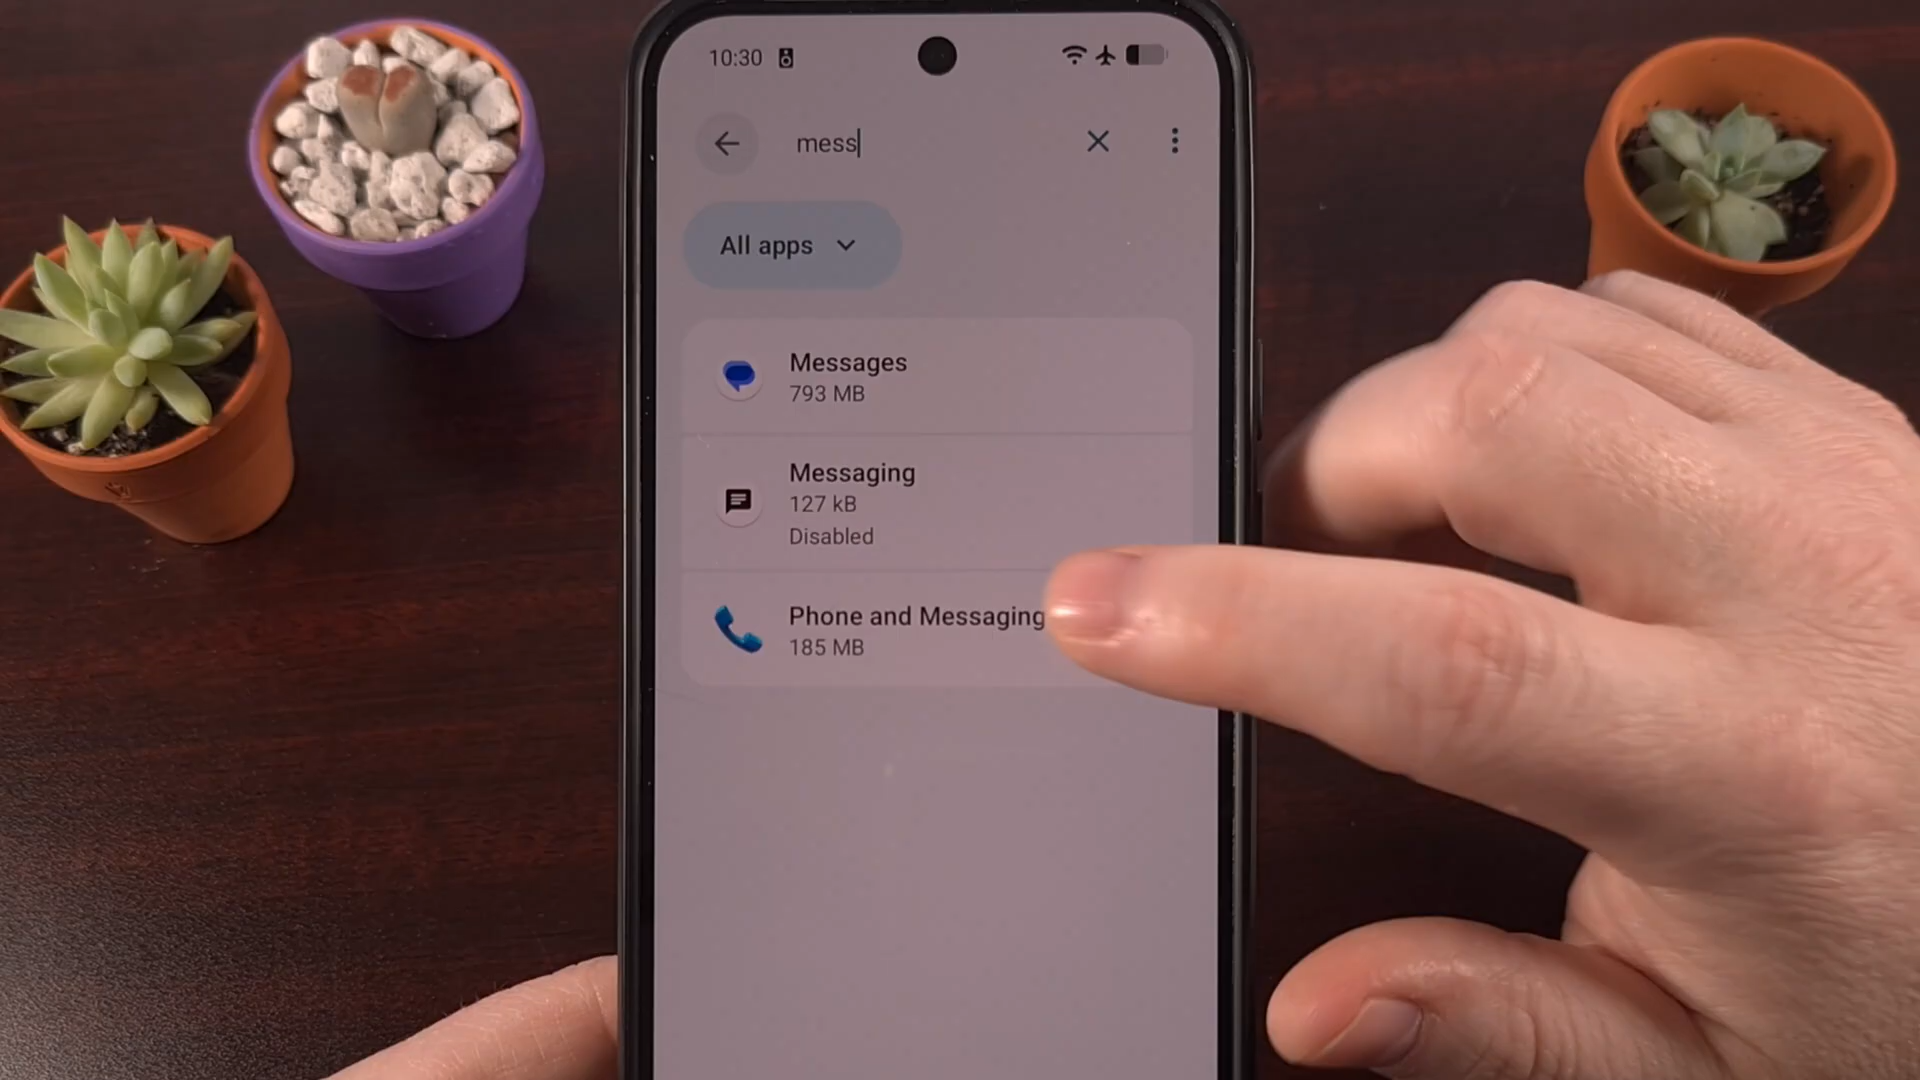 10:30
mess
All apps
Messages
793 MB
Messaging
127 kB
Disabled
Phone and Messaging
185 MB